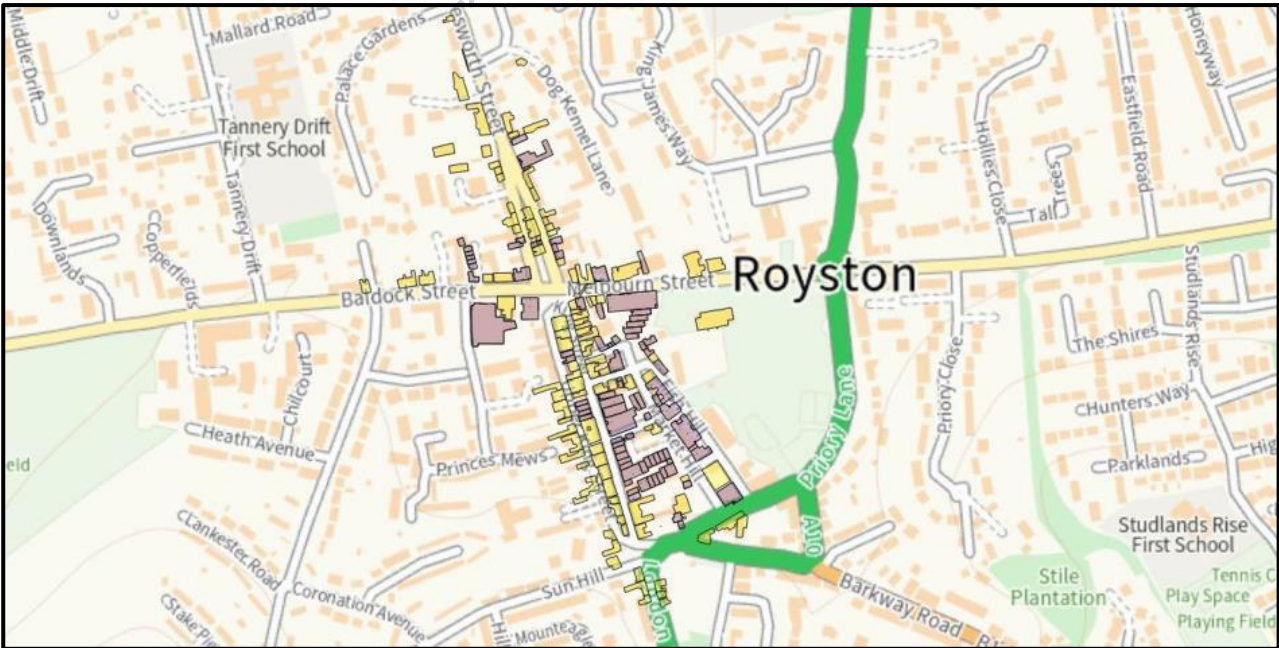 Middle Drift
Mallard Road
Palace Gardens
Tannery Drift
First School
Tannery Drift
Downlands
Copperfields
Dog Kennel Lane
King James Way
Hollies Close
Eastfield Road
Honeyway
Tall
Trees
Baldock Street
Melbourn Street
Royston
Studlands Rise
The Shires
Hunters Way
Parklands
Priory Close
Priory Lane
Chilcourt
Heath Avenue
Princes Mews
Market Hill
eld
Lankester Road
Coronation Avenue
Sun Hill
London
A10
Barkway Road
Stile
Plantation
Studlands Rise
First School
Play Space
Playing Field